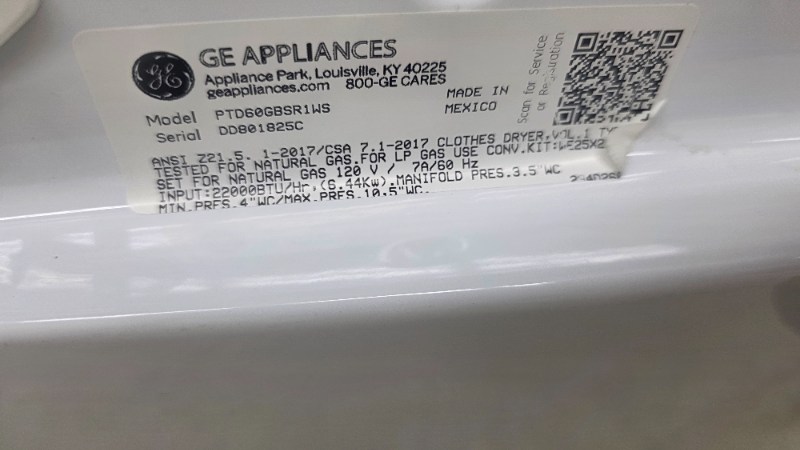 GE APPLIANCES
Appliance Park, Louisville, KY 40225
geappliances.com 800-GE CARES
Model PTD60GBSR1WS
Serial DD801825C
MADE IN
MEXICO
Scan for Service
or Registration
ANSI Z21.5. 1-2017/CSA 7.1-2017 CLOTHES DRYER,VOL.1
TESTED FOR NATURAL GAS.FOR LP GAS USE CONV.KIT:
SET FOR NATURAL GAS 120 V / 7A/60 Hz
INPUT:22000BTU/Hr.(6.44Kw).MANIFOLD PRES.3.5"WC
MIN.PRES.4"WC/MAX.PRES.10.5"WC.